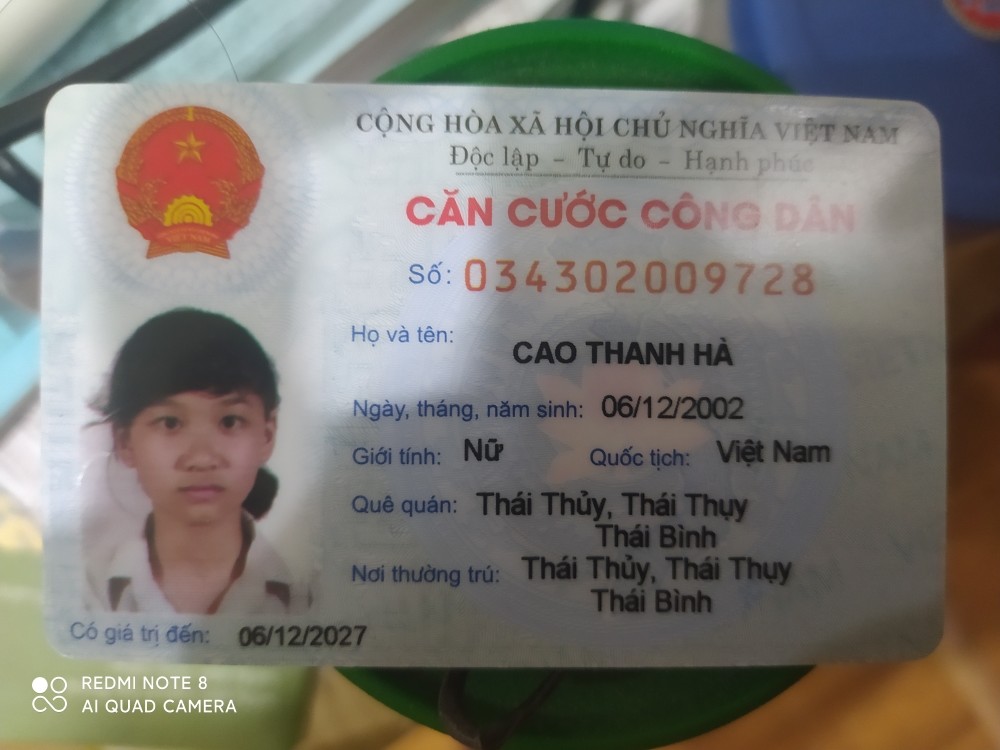 CỘNG HÒA XÃ HỘI CHỦ NGHĨA VIỆT NAM
Độc lập - Tự do - Hạnh phúc
CĂN CƯỚC CÔNG DÂN
Số: 034302009728
Họ và tên:
CAO THANH HÀ
Ngày, tháng, năm sinh: 06/12/2002
Giới tính: Nữ Quốc tịch: Việt Nam
Quê quán: Thái Thủy, Thái Thụy
Thái Bình
Nơi thường trú: Thái Thủy, Thái Thụy
Thái Bình
Có giá trị đến: 06/12/2027
REDMI NOTE 8
AI QUAD CAMERA